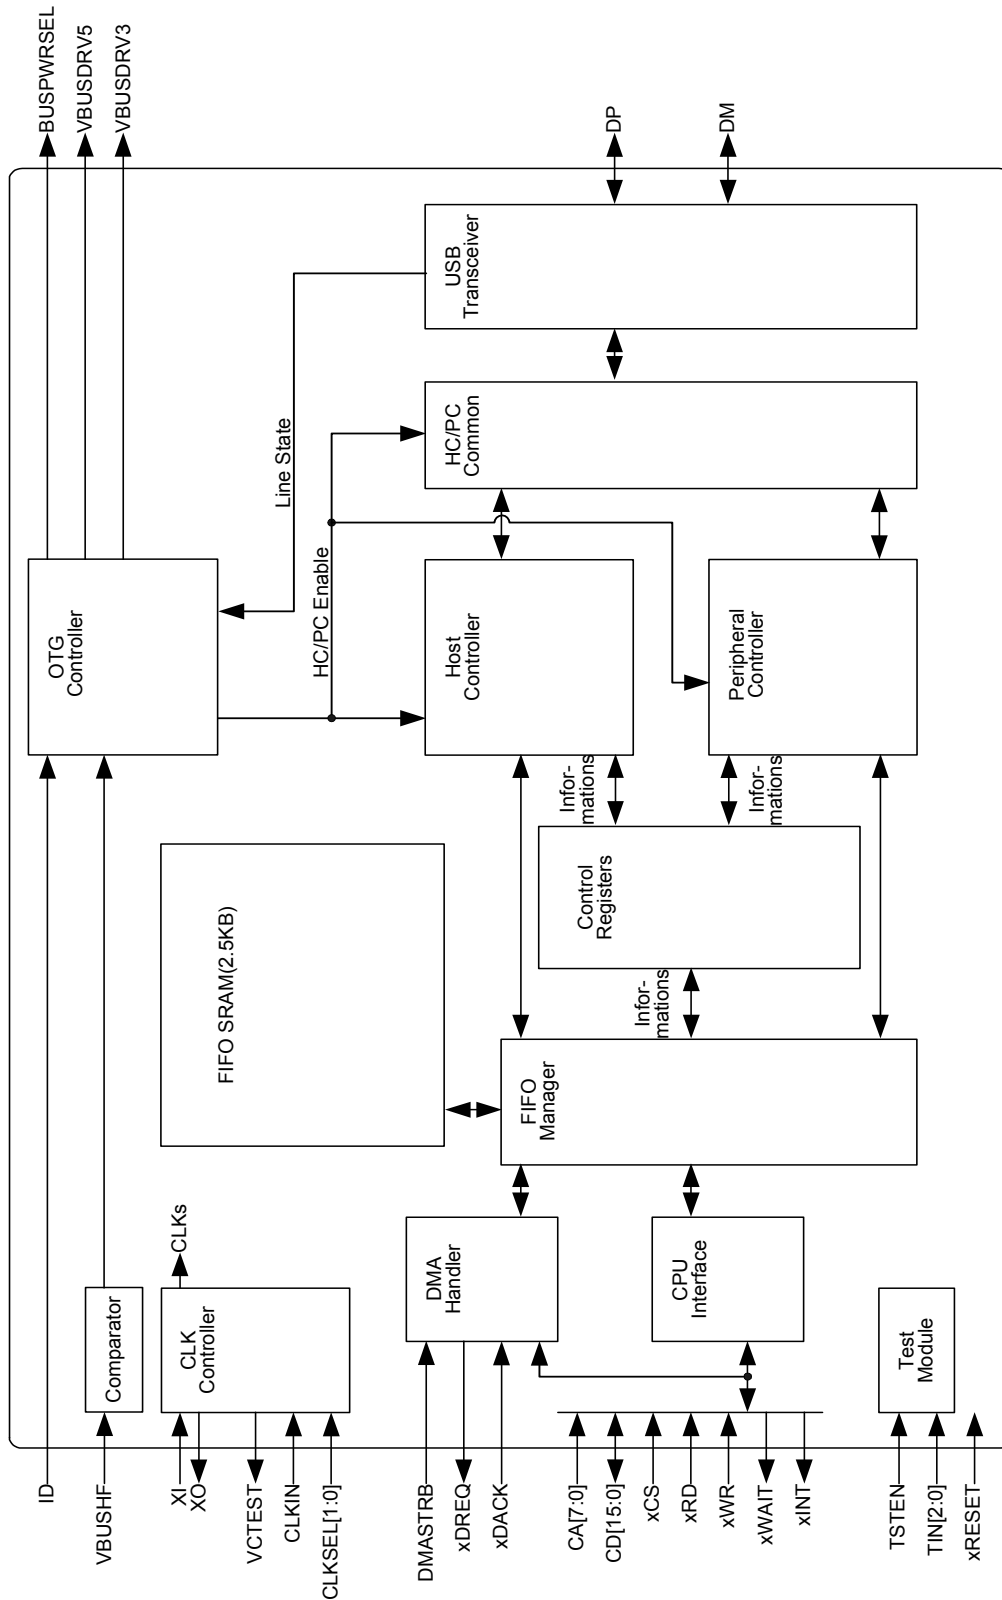 ID
VBUSHF
XI
XO
VCTEST
CLKIN
CLKSEL[1:0]
DMASTRB
xDREQ
xDACK
CA[7:0]
CD[15:0]
xCS
xRD
xWR
xWAIT
xINT
TSTEN
TIN[2:0]
xRESET
Comparator
CLK
Controller
CLKs
DMA
Handler
CPU
Interface
Test
Module
FIFO SRAM(2.5KB)
FIFO
Manager
Infor-
mations
Control
Registers
Infor-
mations
Infor-
mations
OTG
Controller
HC/PC Enable
Line State
Host
Controller
Peripheral
Controller
HC/PC
Common
USB
Transceiver
BUSPWRSEL
VBUSDRV5
VBUSDRV3
DP
DM